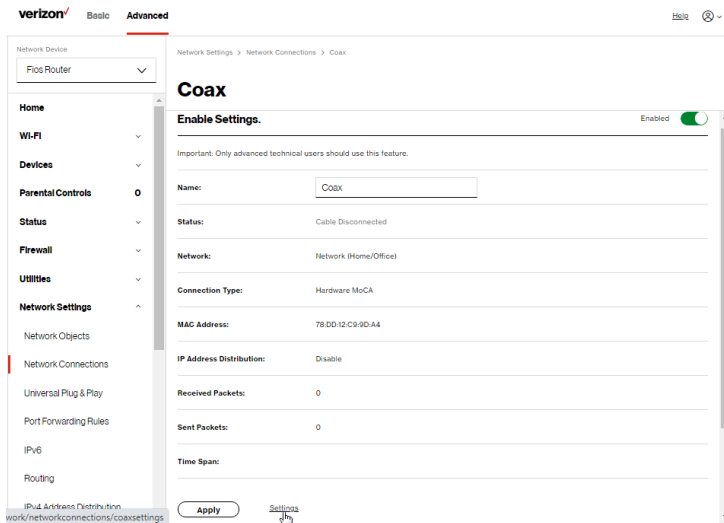 verizon Basic Advanced Help
Network Device
Fios Router
Home
Wi-Fi
Devices
Parental Controls 0
Status
Firewall
Utilities
Network Settings
Network Objects
Network Connections
Universal Plug & Play
Port Forwarding Rules
IPv6
Routing
IPv4 Address Distribution
work/networkconnections/coaxsettings
Network Settings > Network Connections > Coax
Coax
Enable Settings. Enabled
Important: Only advanced technical users should use this feature.
Name: Coax
Status: Cable Disconnected
Network: Network (Home/Office)
Connection Type: Hardware MoCA
MAC Address: 78:DD:12:C9:9D:A4
IP Address Distribution: Disable
Received Packets: 0
Sent Packets: 0
Time Span:
Apply Settings